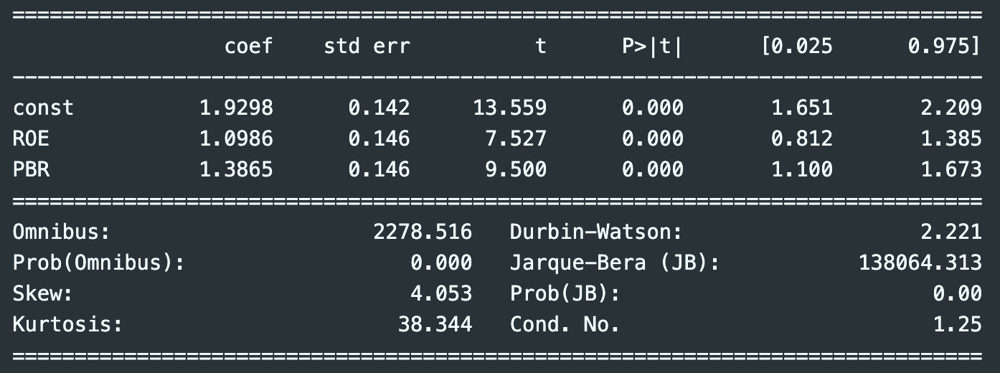 ==============================================================================
                 coef    std err          t      P>|t|      [0.025      0.975]
------------------------------------------------------------------------------
const          1.9298      0.142     13.559      0.000       1.651       2.209
ROE            1.0986      0.146      7.527      0.000       0.812       1.385
PBR            1.3865      0.146      9.500      0.000       1.100       1.673
==============================================================================
Omnibus:                     2278.516   Durbin-Watson:                   2.221
Prob(Omnibus):                  0.000   Jarque-Bera (JB):           138064.313
Skew:                           4.053   Prob(JB):                         0.00
Kurtosis:                      38.344   Cond. No.                         1.25
==============================================================================